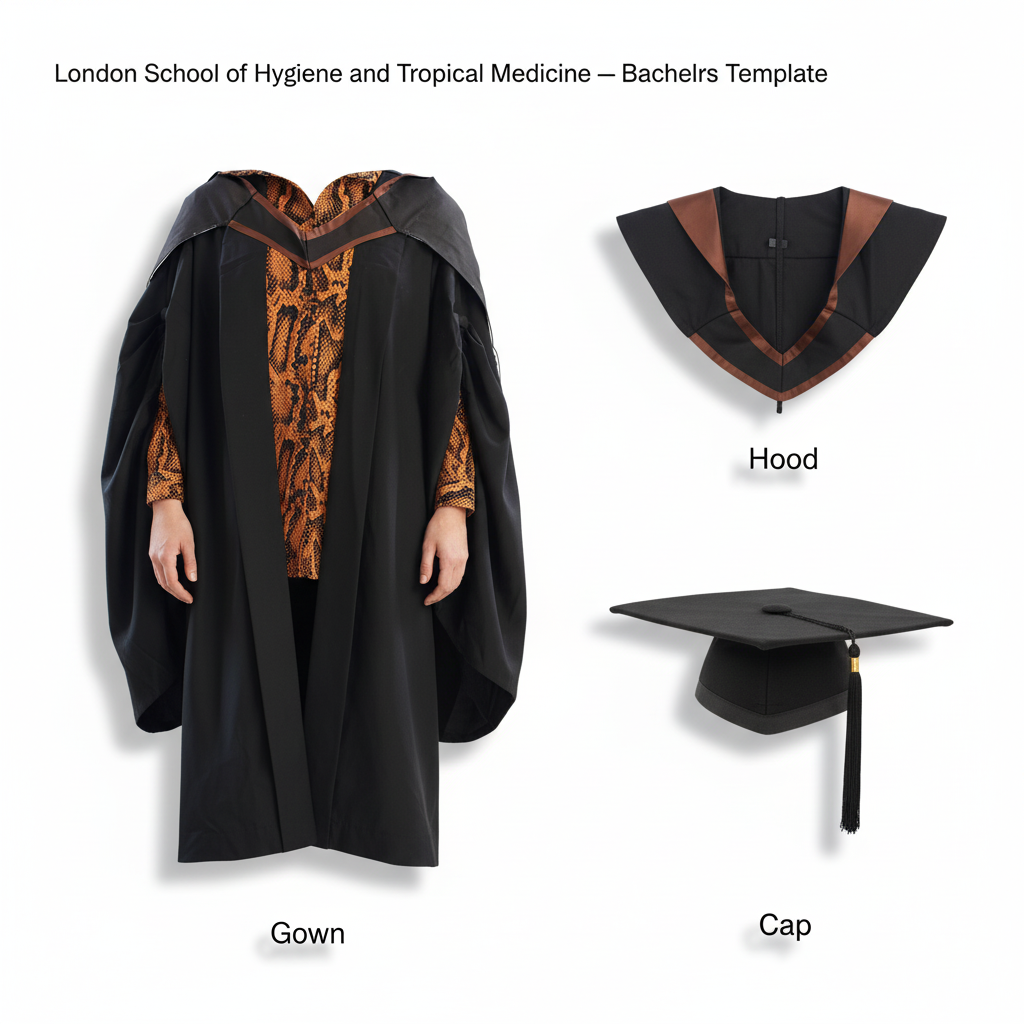 London School of Hygiene and Tropical Medicine — Bachelrs Template
Hood
Gown
Cap